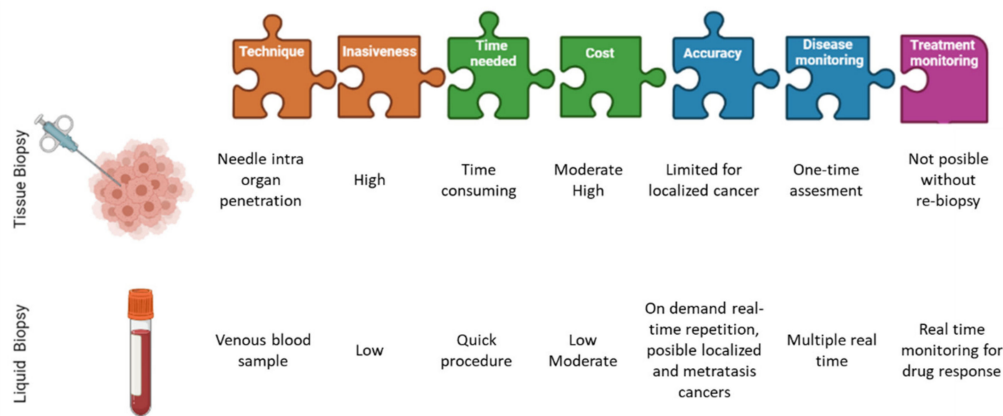 Technique
Inasiveness
Time
needed
Cost
Accuracy
Disease
monitoring
Treatment
monitoring
Tissue Biopsy
Needle intra
organ
penetration
High
Time
consuming
Moderate
High
Limited for
localized cancer
One-time
assesment
Not posible
without
re-biopsy
Liquid Biopsy
Venous blood
sample
Low
Quick
procedure
Low
Moderate
On demand real-
time repetition,
posible localized
and metratasis
cancers
Multiple real
time
Real time
monitoring for
drug response